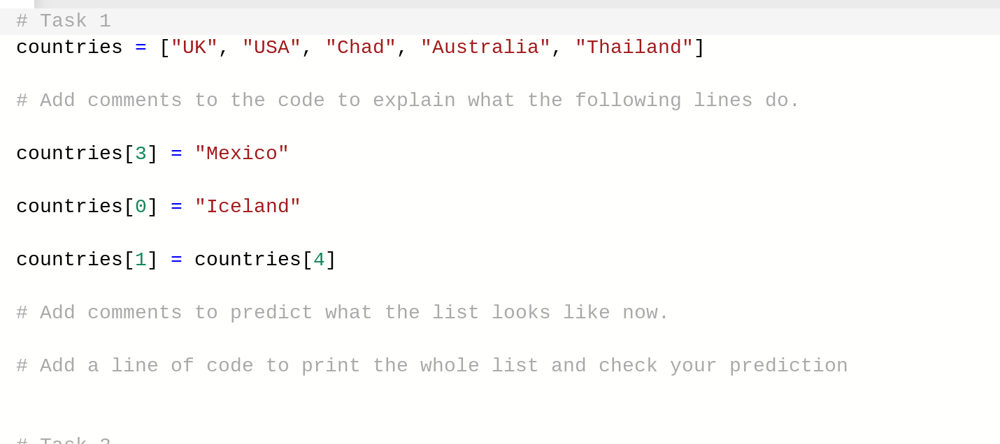 # Task 1
countries = ["UK", "USA", "Chad", "Australia", "Thailand"]
# Add comments to the code to explain what the following lines do.
countries[3] = "Mexico"
countries[0] = "Iceland"
countries[1] = countries[4]
# Add comments to predict what the list looks like now.
# Add a line of code to print the whole list and check your prediction
# Task 2